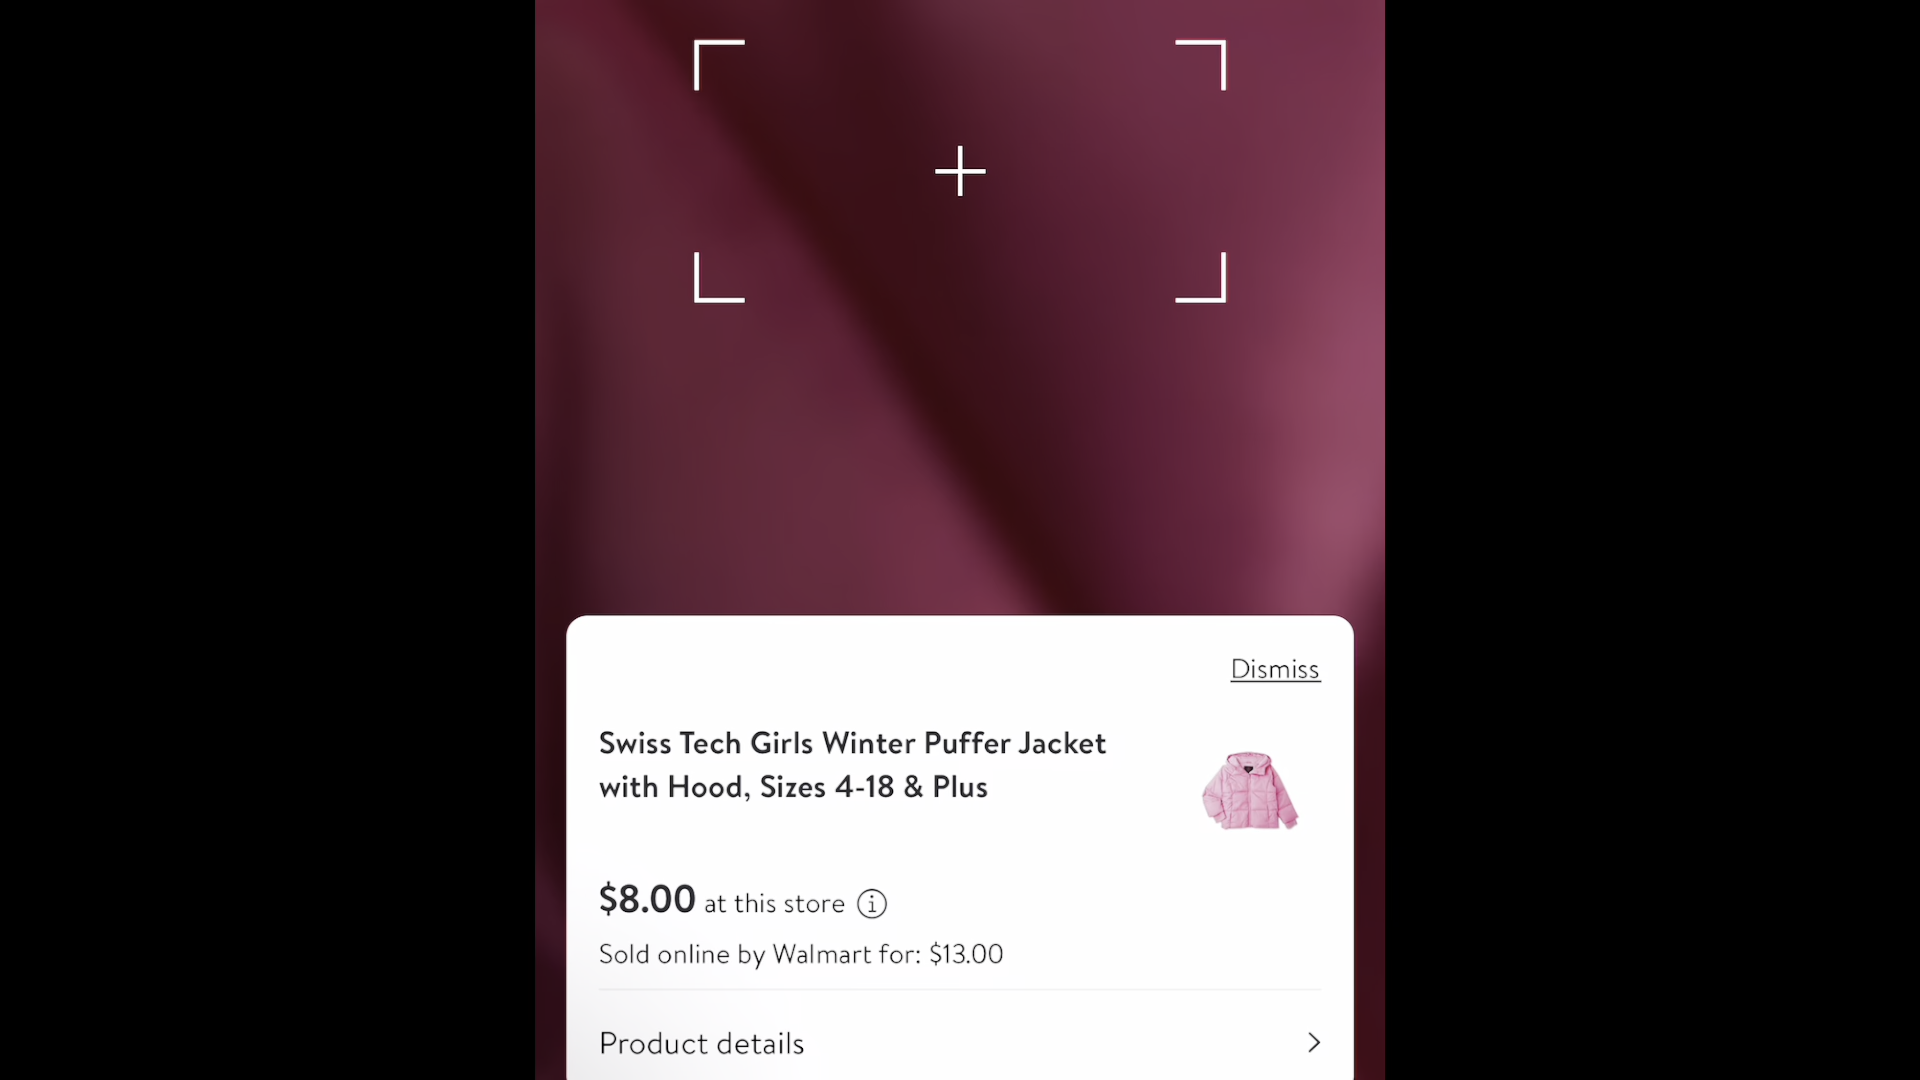 Dismiss
Swiss Tech Girls Winter Puffer Jacket
with Hood, Sizes 4-18 & Plus
$8.00 at this store
Sold online by Walmart for: $13.00
Product details